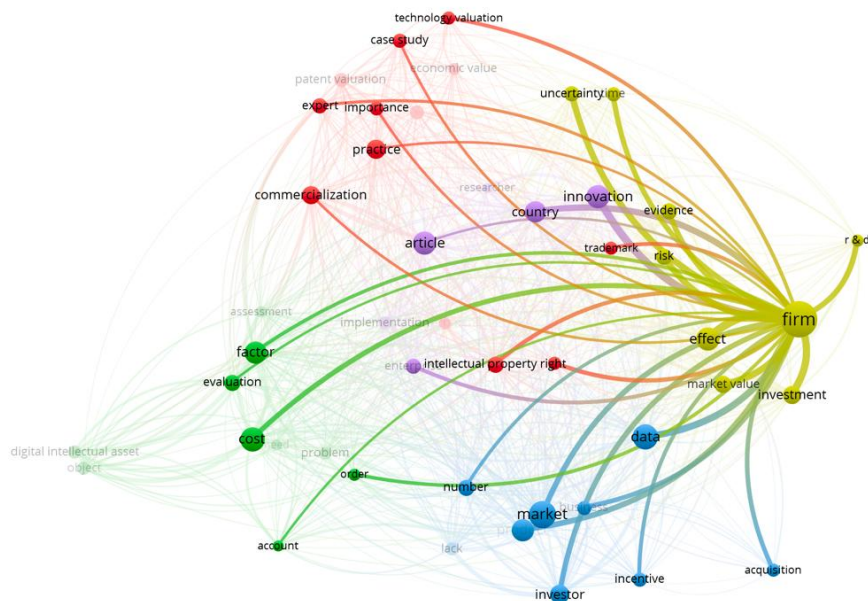 technology valuation
case study
economic value
patent valuation
uncertainty
time
expert
importance
practice
researcher
commercialization
innovation
country
evidence
article
trademark
risk
r & d
assessment
implementation
firm
factor
effect
evaluation
intellectual property right
market value
investment
cost
data
digital intellectual asset
problem
object
order
number
market
account
lack
investor
incentive
acquisition